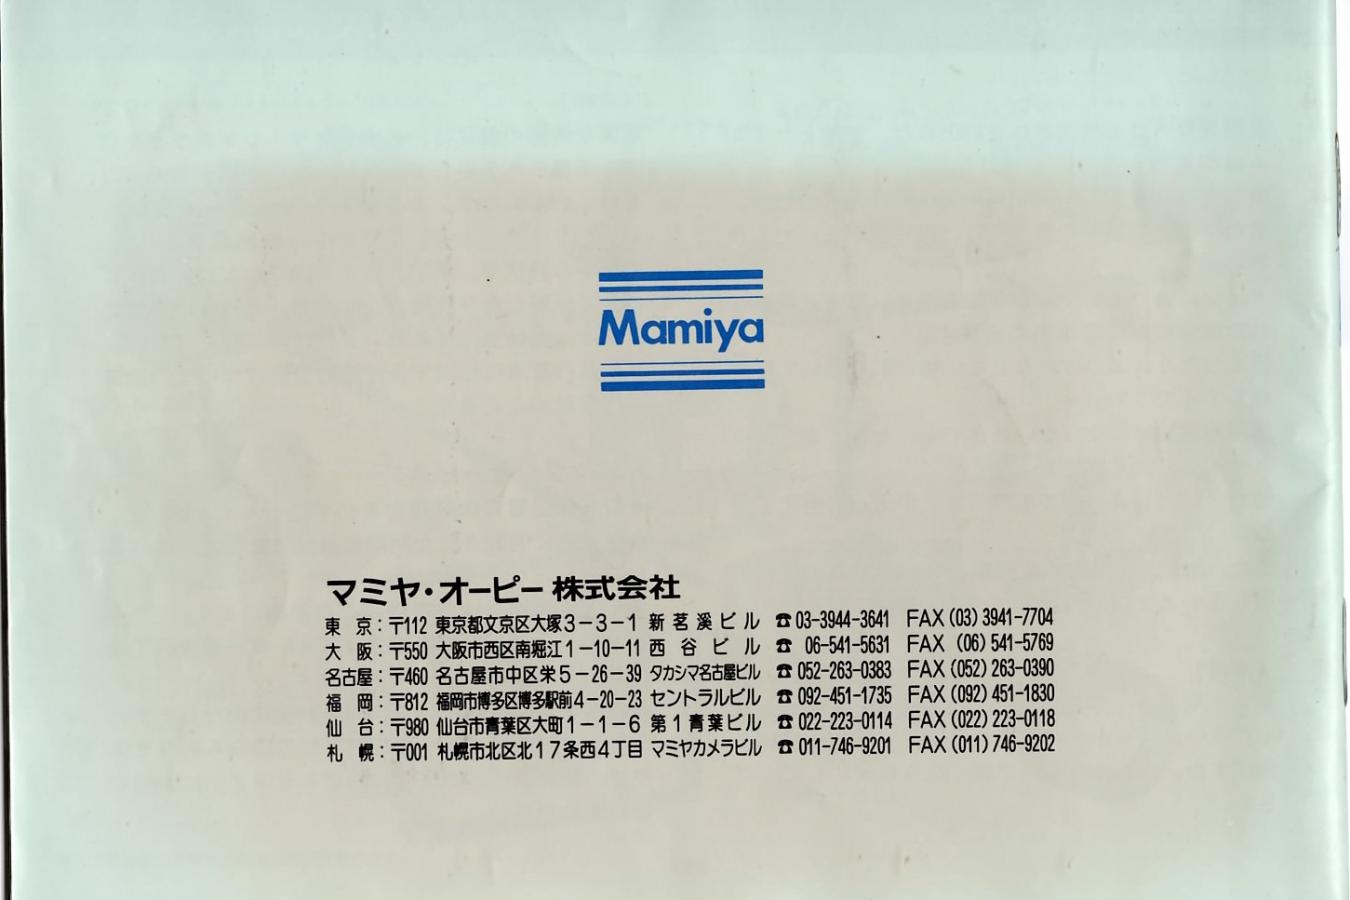 Mamiya
マミヤ・オーピー株式会社
東京:〒112 東京都文京区大塚3-3-1 新茗溪ビル ☎03-3944-3641 FAX(03)3941-7704
大阪:〒550 大阪市西区南堀江1-10-11 西谷ビル ☎06-541-5631 FAX(06)541-5769
名古屋:〒460 名古屋市中区栄5-26-39 タカシマ名古屋ビル ☎052-263-0383 FAX(052)263-0390
福岡:〒812 福岡市博多区博多駅前4-20-23 セントラルビル ☎092-451-1735 FAX(092)451-1830
仙台:〒980 仙台市青葉区大町1-1-6 第1青葉ビル ☎022-223-0114 FAX(022)223-0118
札幌:〒001 札幌市北区北17条西4丁目 マミヤカメラビル ☎011-746-9201 FAX(011)746-9202